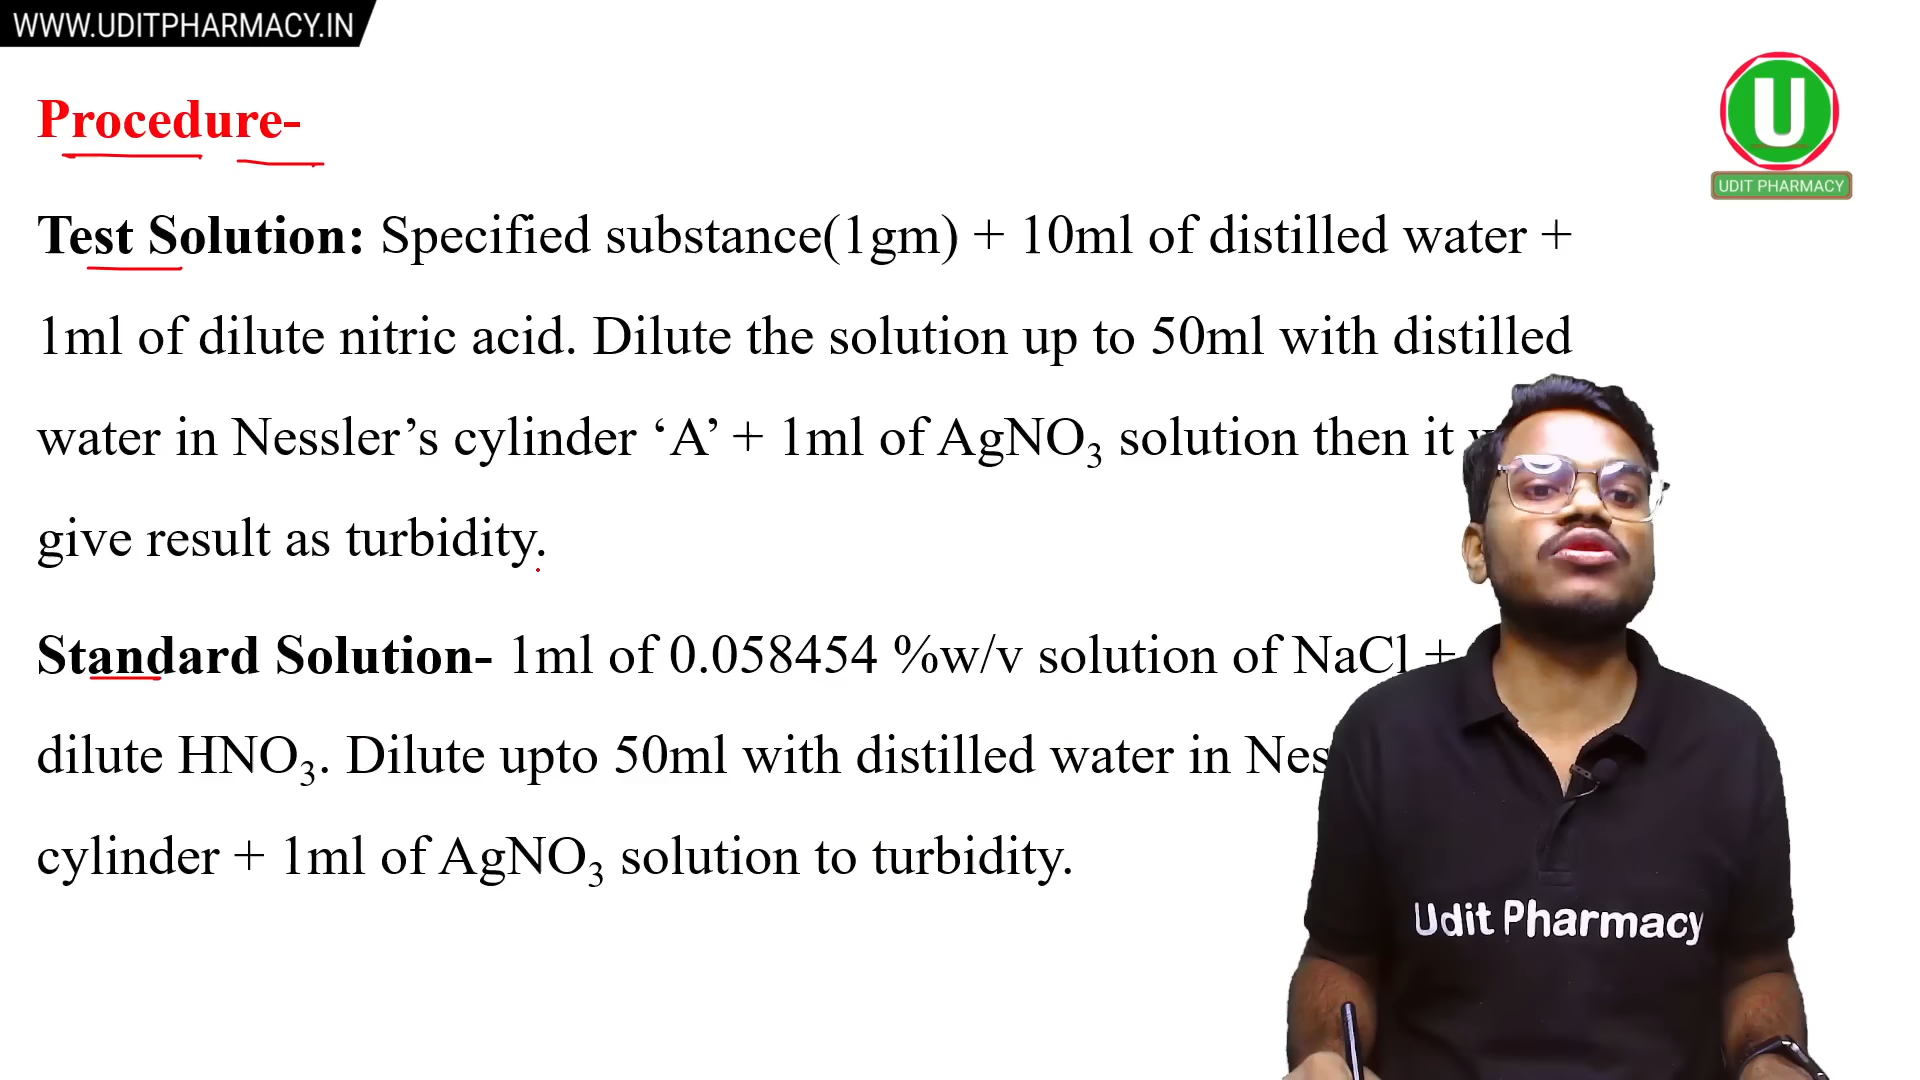 WWW.UDITPHARMACY.IN
U
UDIT PHARMACY
Procedure-
Test Solution: Specified substance(1gm) + 10ml of distilled water +
1ml of dilute nitric acid. Dilute the solution up to 50ml with distilled
water in Nessler’s cylinder ‘A’ + 1ml of AgNO₃ solution then it
give result as turbidity.
Standard Solution- 1ml of 0.058454 %w/v solution of NaCl +
dilute HNO₃. Dilute upto 50ml with distilled water in
cylinder + 1ml of AgNO₃ solution to turbidity.
Udit Pharmacy